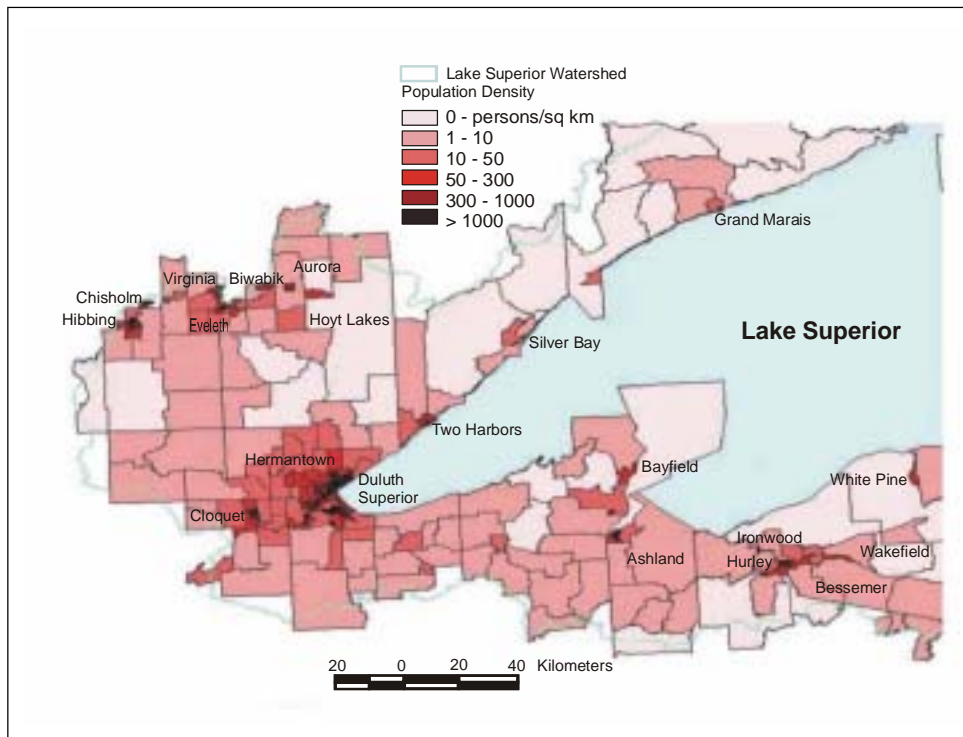 Lake Superior Watershed
Population Density
0 - persons/sq km
1 - 10
10 - 50
50 - 300
300 - 1000
> 1000
Grand Marais
Aurora
Virginia
Biwabik
Chisholm
Hibbing
Eveleth
Hoyt Lakes
Lake Superior
Silver Bay
Two Harbors
Hermantown
Duluth
Superior
Bayfield
White Pine
Cloquet
Ironwood
Ashland
Hurley
Wakefield
Bessemer
20 0 20 40 Kilometers